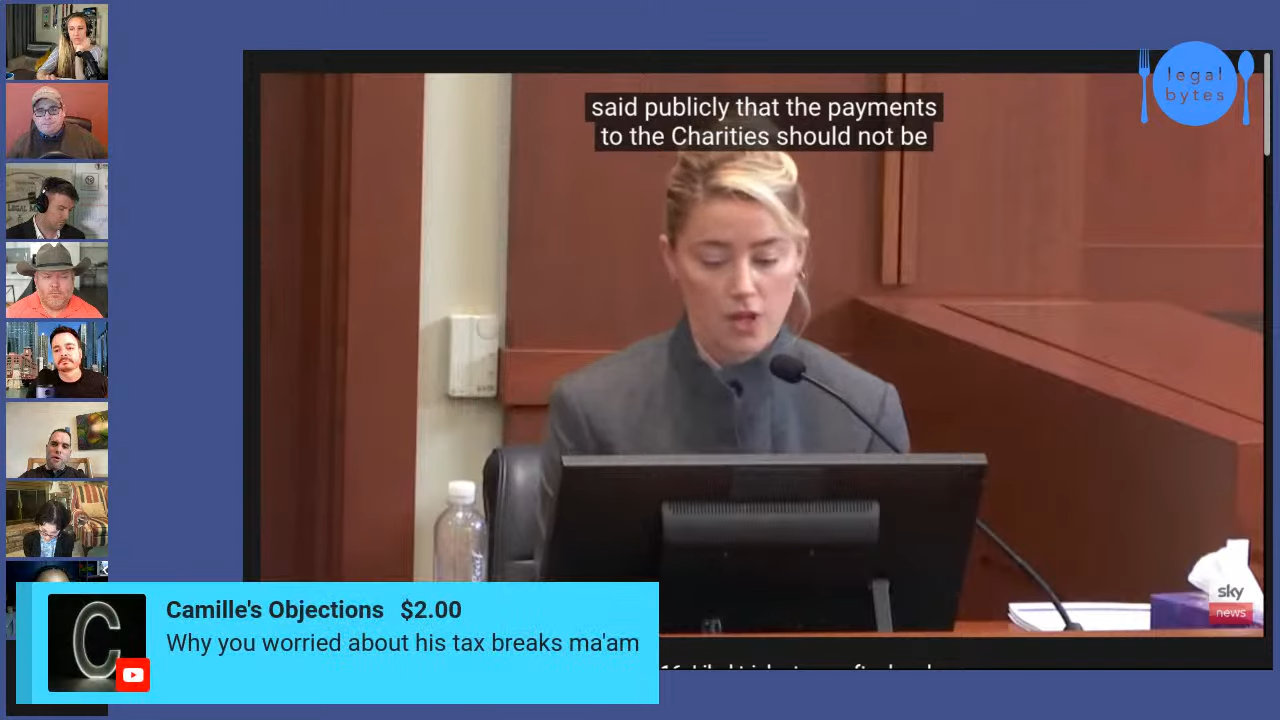 said publicly that the payments
to the Charities should not be
legal
bytes
sky
news
Camille's Objections $2.00
Why you worried about his tax breaks ma'am